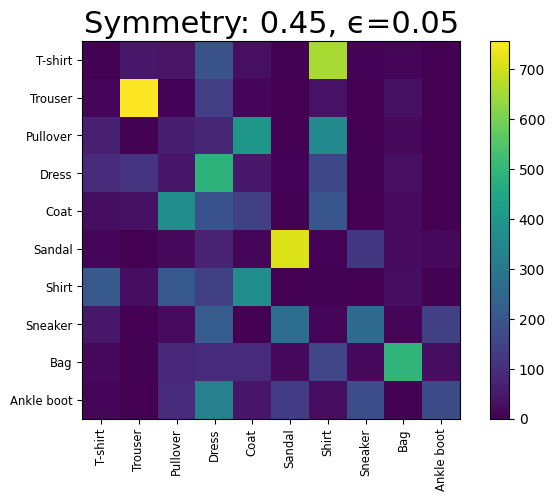 Symmetry: 0.45, ϵ=0.05
T-shirt
Trouser
Pullover
Dress
Coat
Sandal
Shirt
Sneaker
Bag
Ankle boot
T-shirt
Trouser
Pullover
Dress
Coat
Sandal
Shirt
Sneaker
Bag
Ankle boot
700
600
500
400
300
200
100
0